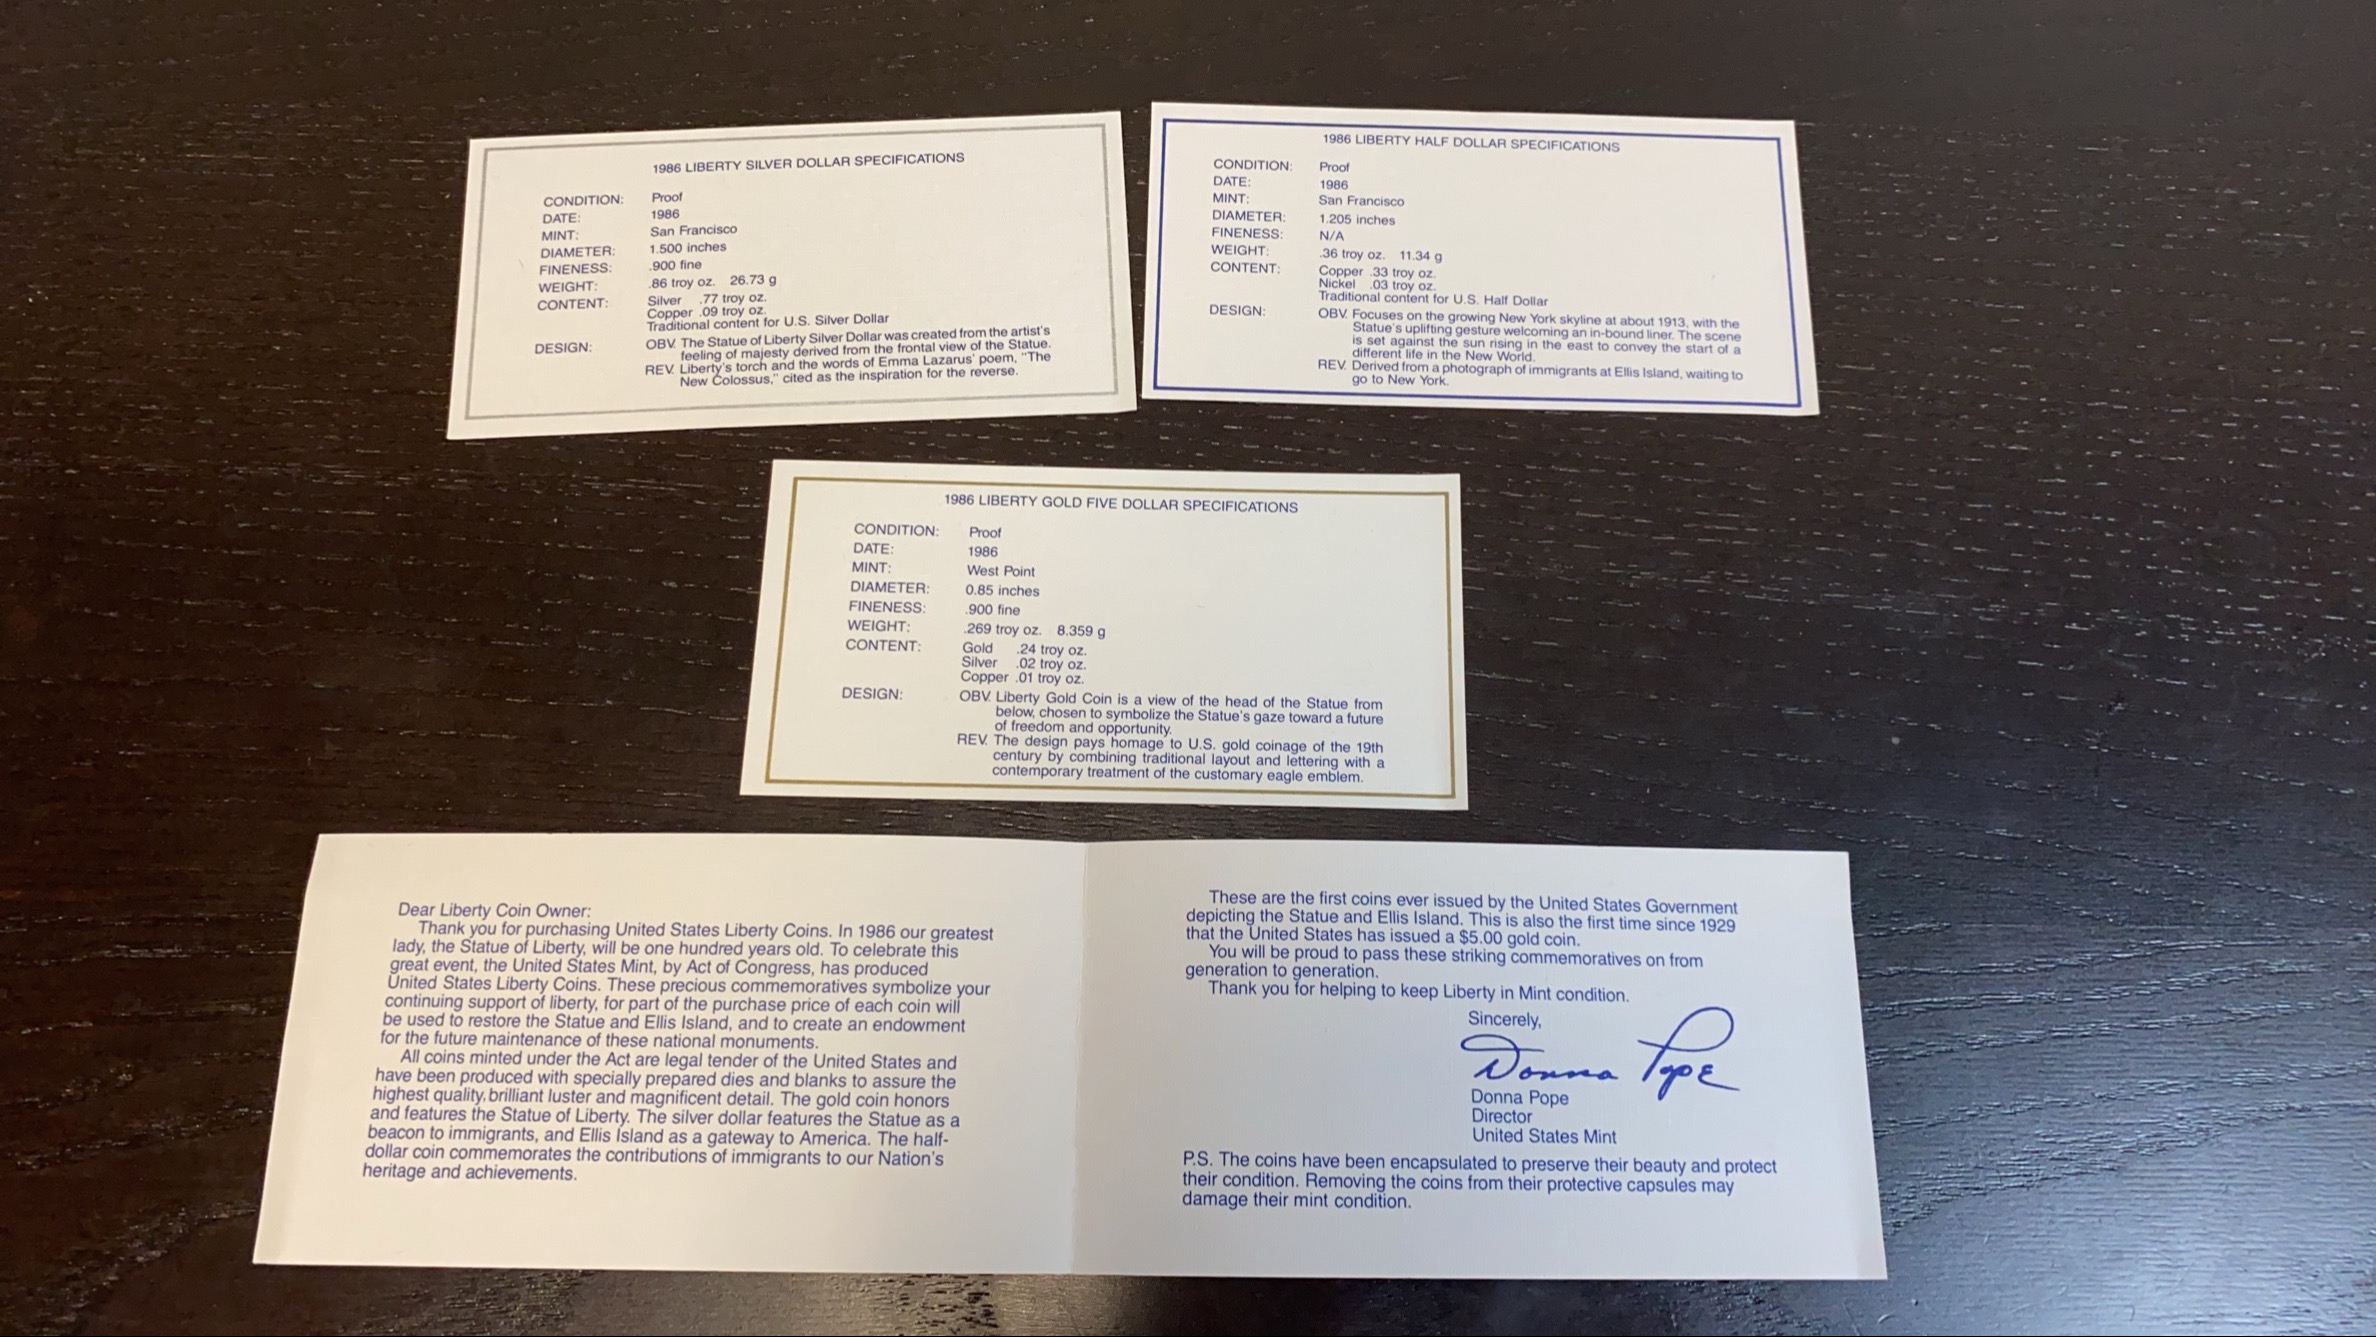 1986 LIBERTY SILVER DOLLAR SPECIFICATIONS
CONDITION: Proof
DATE: 1986
MINT: San Francisco
DIAMETER: 1.500 inches
FINENESS: .900 fine
WEIGHT: .86 troy oz. 26.73 g
CONTENT: Silver .77 troy oz.
Copper .09 troy oz.
Traditional content for U.S. Silver Dollar
DESIGN: OBV. The Statue of Liberty Silver Dollar was created from the artist's
feeling of majesty derived from the frontal view of the Statue.
REV. Liberty's torch and the words of Emma Lazarus' poem, "The
New Colossus," cited as the inspiration for the reverse.
1986 LIBERTY HALF DOLLAR SPECIFICATIONS
CONDITION: Proof
DATE: 1986
MINT: San Francisco
DIAMETER: 1.205 inches
FINENESS: N/A
WEIGHT: .36 troy oz. 11.34 g
CONTENT: Copper .33 troy oz.
Nickel .03 troy oz.
Traditional content for U.S. Half Dollar
DESIGN: OBV. Focuses on the growing New York skyline at about 1913, with the
Statue's uplifting gesture welcoming an in-bound liner. The scene
is set against the sun rising in the east to convey the start of a
different life in the New World.
REV. Derived from a photograph of immigrants at Ellis Island, waiting to
go to New York.
1986 LIBERTY GOLD FIVE DOLLAR SPECIFICATIONS
CONDITION: Proof
DATE: 1986
MINT: West Point
DIAMETER: 0.85 inches
FINENESS: .900 fine
WEIGHT: .269 troy oz. 8.359 g
CONTENT: Gold .24 troy oz.
Silver .02 troy oz.
Copper .01 troy oz.
DESIGN: OBV. Liberty Gold Coin is a view of the head of the Statue from
below, chosen to symbolize the Statue's gaze toward a future
of freedom and opportunity.
REV. The design pays homage to U.S. gold coinage of the 19th
century by combining traditional layout and lettering with a
contemporary treatment of the customary eagle emblem.
Dear Liberty Coin Owner:
Thank you for purchasing United States Liberty Coins. In 1986 our greatest
lady, the Statue of Liberty, will be one hundred years old. To celebrate this
great event, the United States Mint, by Act of Congress, has produced
United States Liberty Coins. These precious commemoratives symbolize your
continuing support of liberty, for part of the purchase price of each coin will
be used to restore the Statue and Ellis Island, and to create an endowment
for the future maintenance of these national monuments.
All coins minted under the Act are legal tender of the United States and
have been produced with specially prepared dies and blanks to assure the
highest quality, brilliant luster and magnificent detail. The gold coin honors
and features the Statue of Liberty. The silver dollar features the Statue as a
beacon to immigrants, and Ellis Island as a gateway to America. The half-
dollar coin commemorates the contributions of immigrants to our Nation's
heritage and achievements.
These are the first coins ever issued by the United States Government
depicting the Statue and Ellis Island. This is also the first time since 1929
that the United States has issued a $5.00 gold coin.
You will be proud to pass these striking commemoratives on from
generation to generation.
Thank you for helping to keep Liberty in Mint condition.
Sincerely,
Donna Pope
Donna Pope
Director
United States Mint
P.S. The coins have been encapsulated to preserve their beauty and protect
their condition. Removing the coins from their protective capsules may
damage their mint condition.